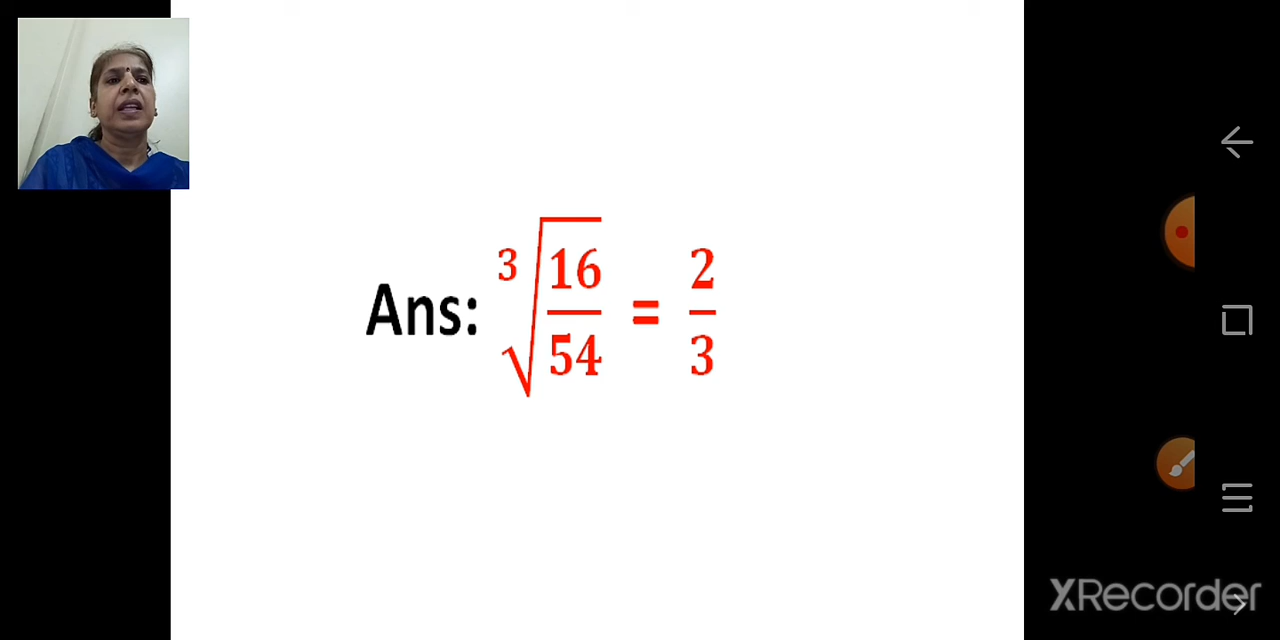 Ans: ∛(16/54) = 2/3
XRecorder